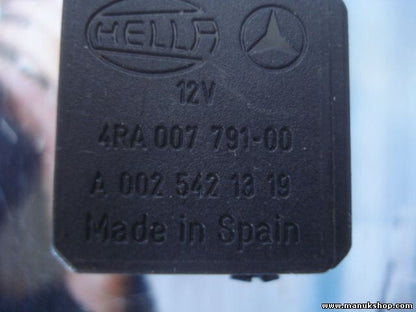 HELLA
12V
4RA 007 791-00
A 002 542 13 19
Made in Spain
www.manukshop.com